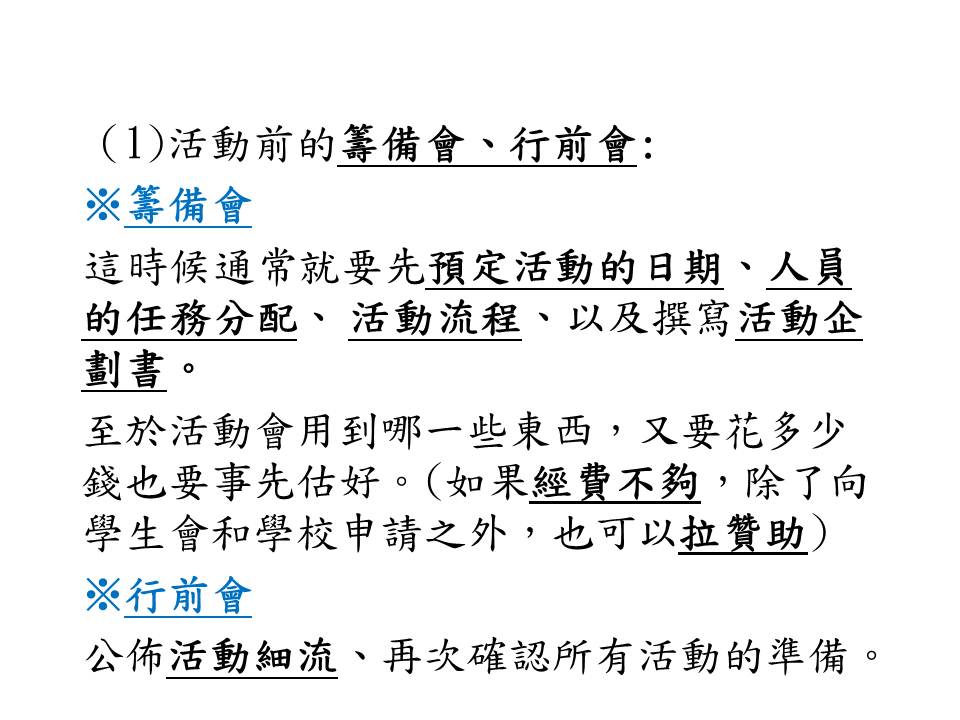 (1)活動前的籌備會、行前會:
※籌備會
這時候通常就要先預定活動的日期、人員
的任務分配、活動流程、以及撰寫活動企
劃書。
至於活動會用到哪一些東西，又要花多少
錢也要事先估好。(如果經費不夠，除了向
學生會和學校申請之外，也可以拉贊助)
※行前會
公佈活動細流、再次確認所有活動的準備。